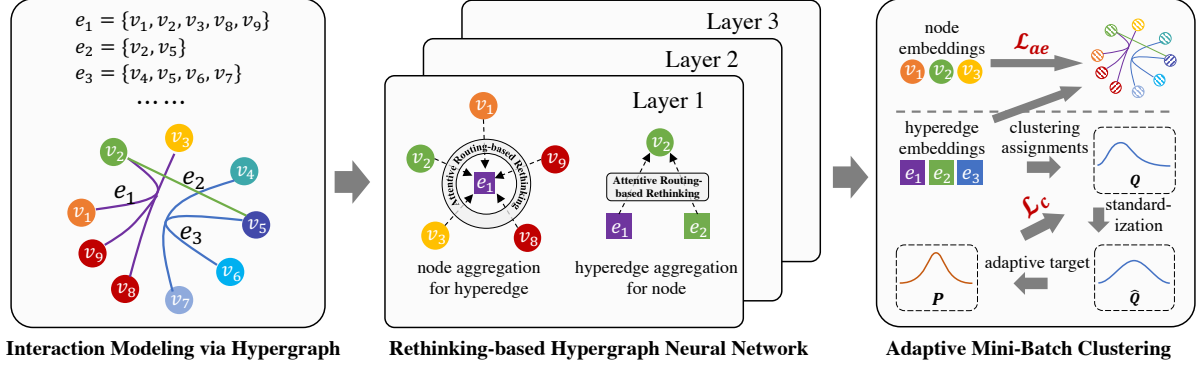 e₁ = {v₁, v₂, v₃, v₈, v₉}
e₂ = {v₂, v₅}
e₃ = {v₄, v₅, v₆, v₇}
... ...
v₃
v₂
v₄
e₂
e₁
v₁
v₅
e₃
v₉
v₆
v₈
v₇
Interaction Modeling via Hypergraph
Layer 3
Layer 2
Layer 1
v₁
v₂
v₉
Attentive Routing-based Rethinking
e₁
v₃
v₈
node aggregation
for hyperedge
v₂
Attentive Routing-
based Rethinking
e₁
e₂
hyperedge aggregation
for node
Rethinking-based Hypergraph Neural Network
node
embeddings
v₁ v₂ v₃
ℒae
hyperedge
embeddings
e₁ e₂ e₃
clustering
assignments
Q
ℒc
standard-
ization
P
adaptive target
Q̂
Adaptive Mini-Batch Clustering